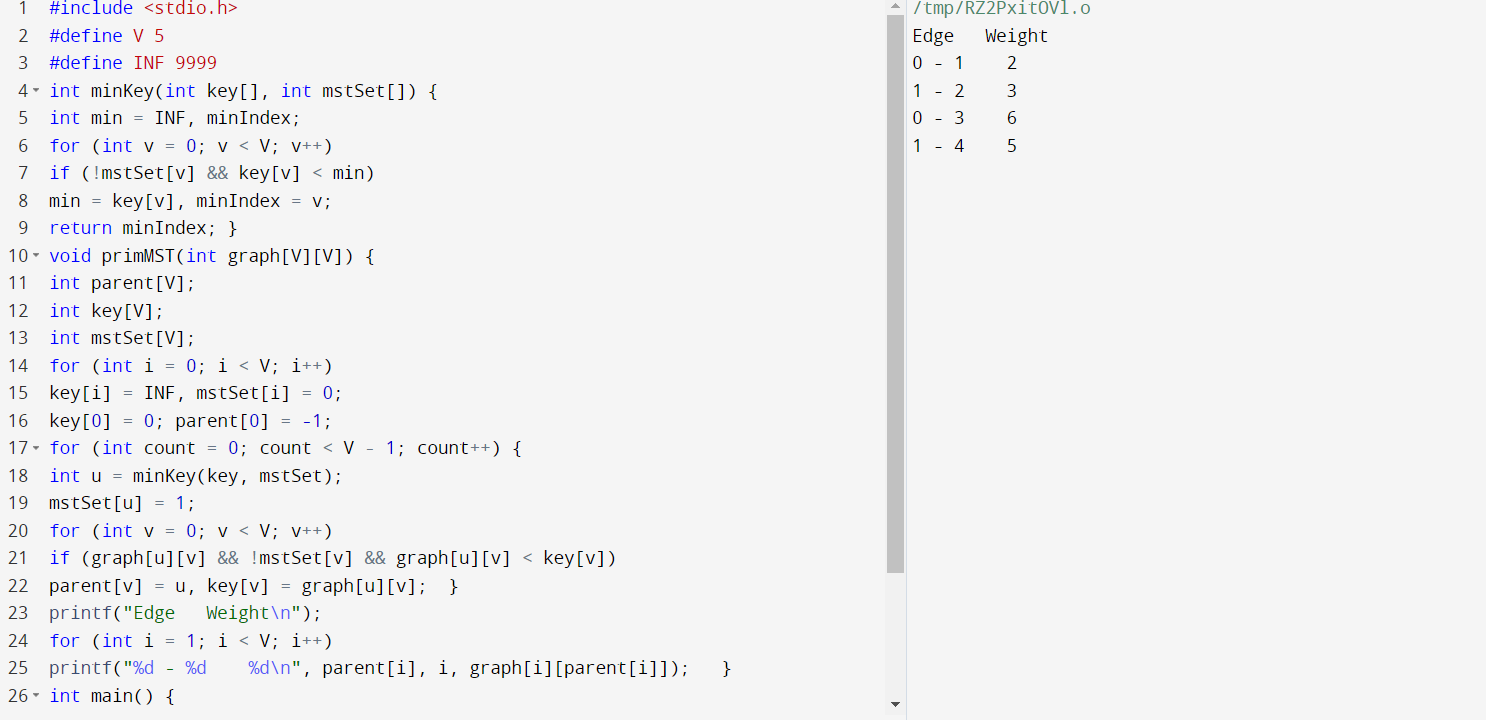 1 #include <stdio.h>
2 #define V 5
3 #define INF 9999
4 int minKey(int key[], int mstSet[]) {
5 int min = INF, minIndex;
6 for (int v = 0; v < V; v++)
7 if (!mstSet[v] && key[v] < min)
8 min = key[v], minIndex = v;
9 return minIndex; }
10 void primMST(int graph[V][V]) {
11 int parent[V];
12 int key[V];
13 int mstSet[V];
14 for (int i = 0; i < V; i++)
15 key[i] = INF, mstSet[i] = 0;
16 key[0] = 0; parent[0] = -1;
17 for (int count = 0; count < V - 1; count++) {
18 int u = minKey(key, mstSet);
19 mstSet[u] = 1;
20 for (int v = 0; v < V; v++)
21 if (graph[u][v] && !mstSet[v] && graph[u][v] < key[v])
22 parent[v] = u, key[v] = graph[u][v];  }
23 printf("Edge   Weight\n");
24 for (int i = 1; i < V; i++)
25 printf("%d - %d    %d\n", parent[i], i, graph[i][parent[i]]);   }
26 int main() {
/tmp/RZ2PxitOVl.o
Edge   Weight
0 - 1    2
1 - 2    3
0 - 3    6
1 - 4    5